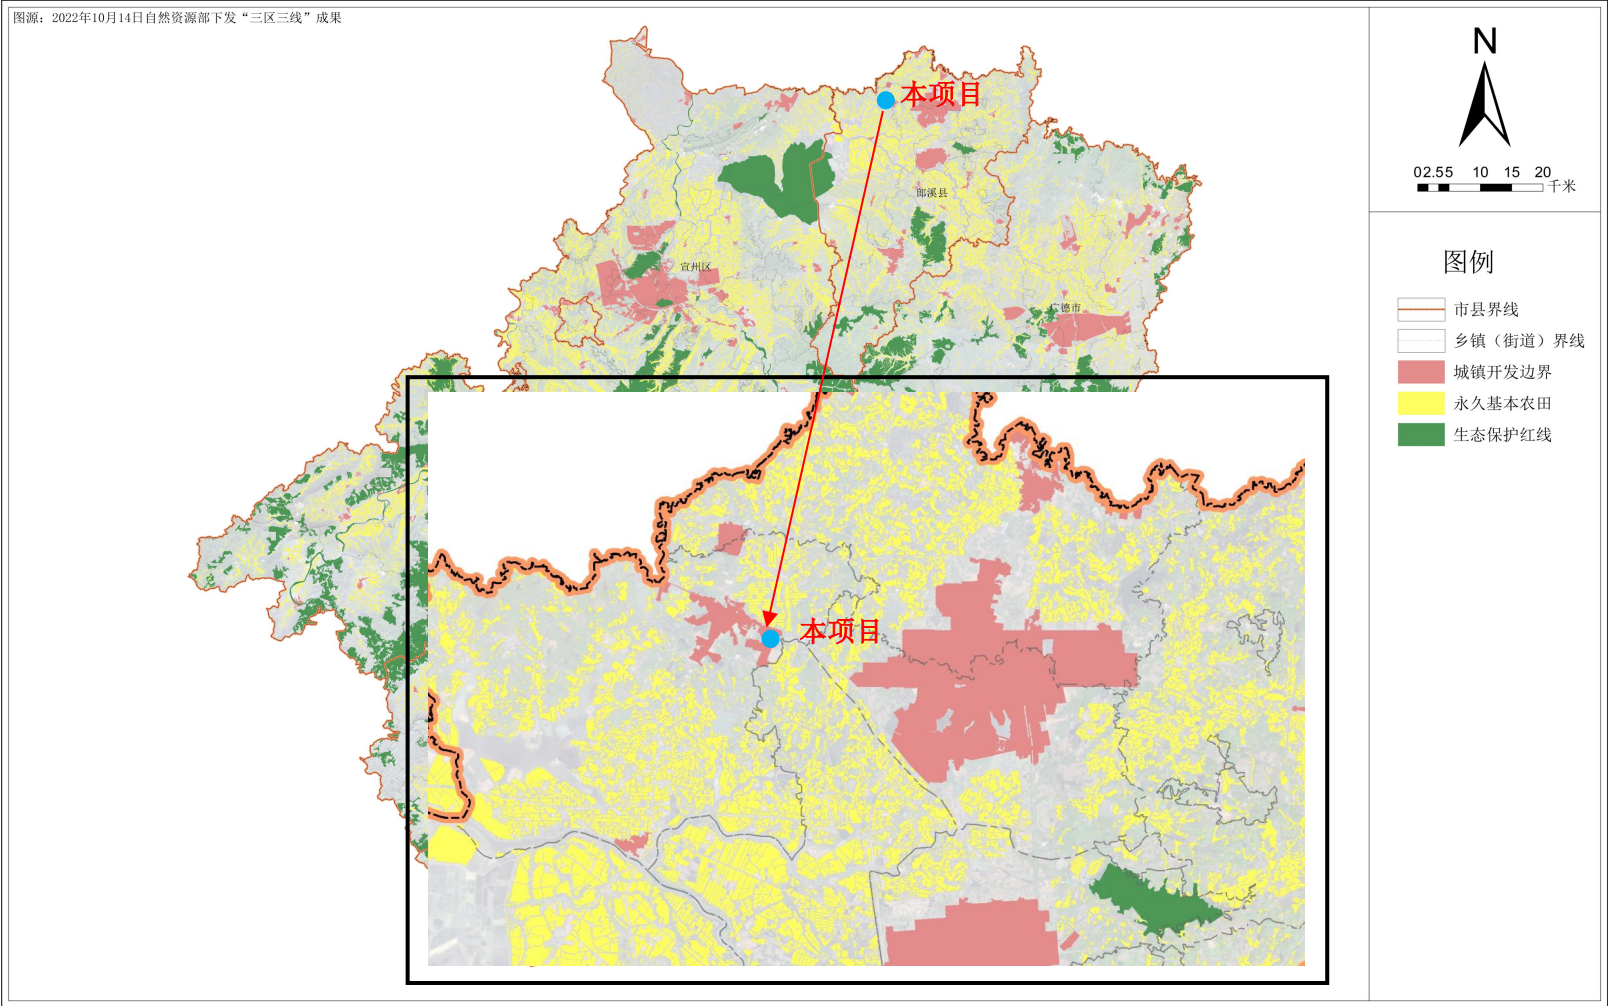 图源：2022年10月14日自然资源部下发“三区三线”成果
本项目
郎溪县
宣州区
广德市
本项目
N
02.55 10 15 20
千米
图例
市县界线
乡镇（街道）界线
城镇开发边界
永久基本农田
生态保护红线